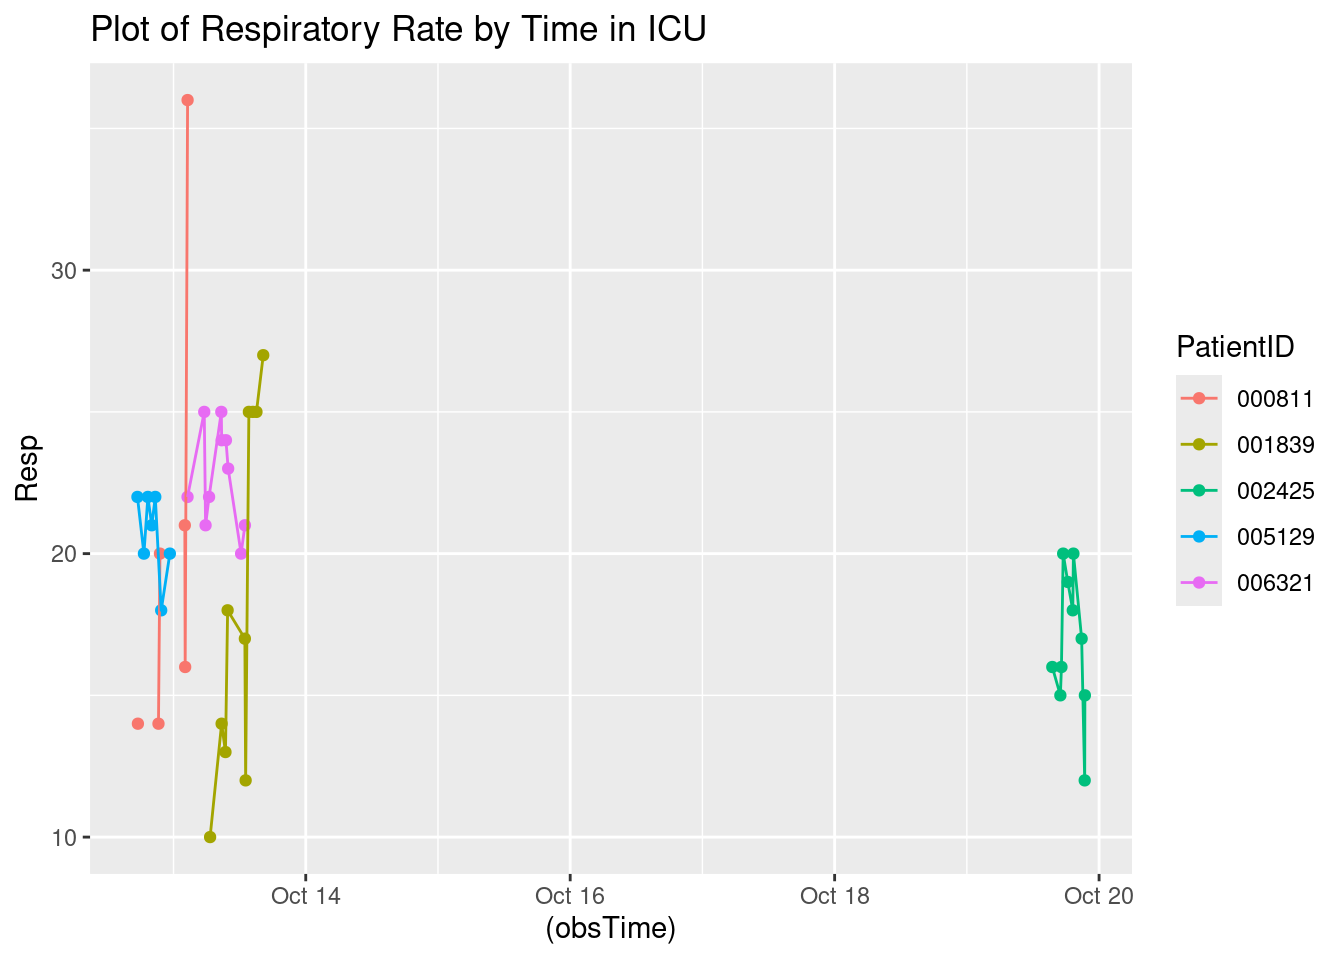 Plot of Respiratory Rate by Time in ICU
30
20
10
Resp
Oct 14
Oct 16
Oct 18
Oct 20
(obsTime)
PatientID
000811
001839
002425
005129
006321